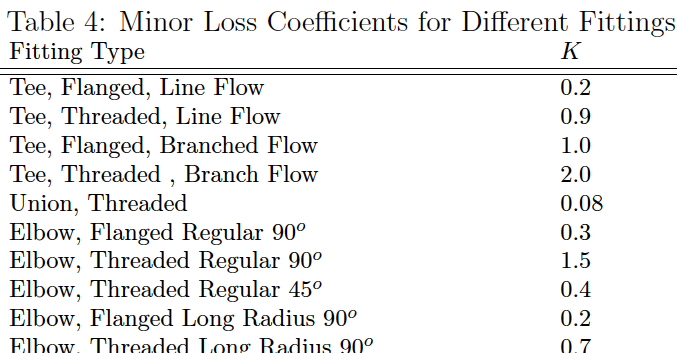 Table 4: Minor Loss Coefficients for Different Fittings
Fitting Type K
Tee, Flanged, Line Flow 0.2
Tee, Threaded, Line Flow 0.9
Tee, Flanged, Branched Flow 1.0
Tee, Threaded , Branch Flow 2.0
Union, Threaded 0.08
Elbow, Flanged Regular 90° 0.3
Elbow, Threaded Regular 90° 1.5
Elbow, Threaded Regular 45° 0.4
Elbow, Flanged Long Radius 90° 0.2
Elbow, Threaded Long Radius 90° 0.7